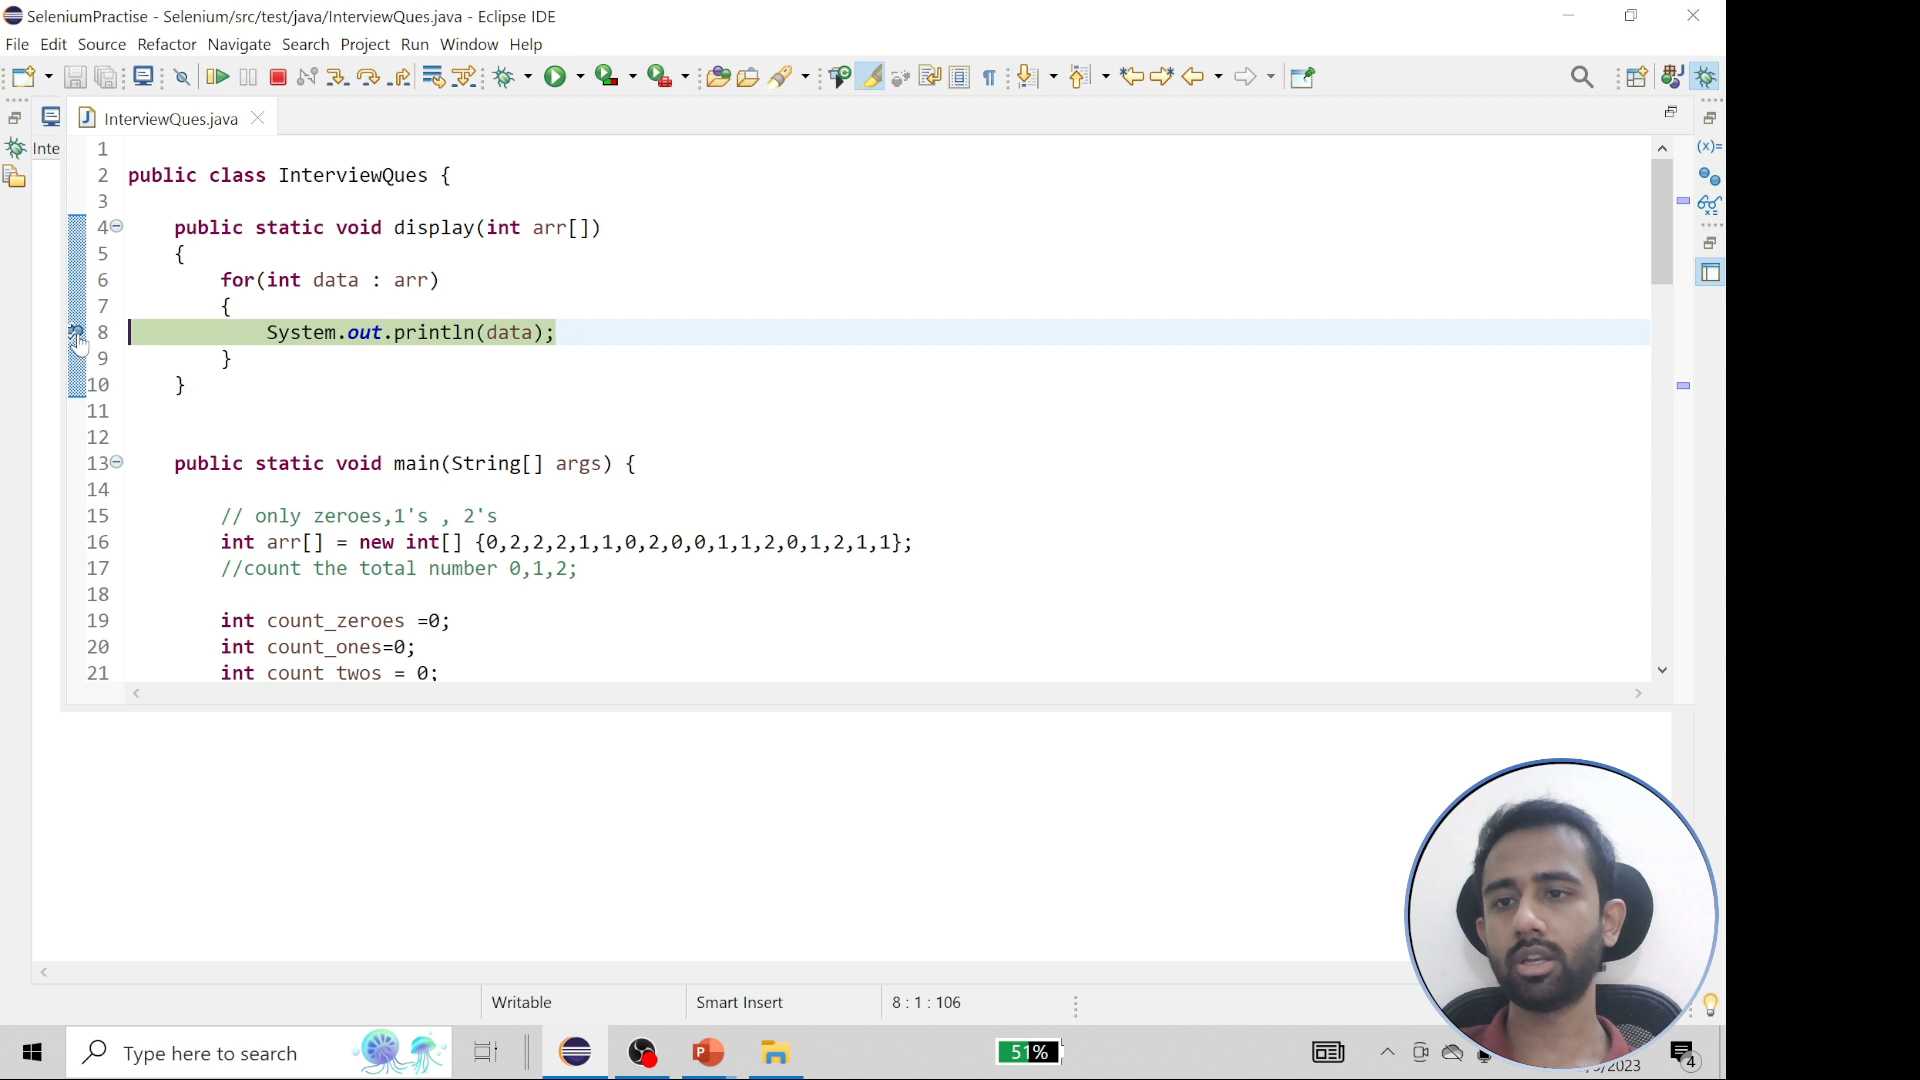 SeleniumPractise - Selenium/src/test/java/InterviewQues.java - Eclipse IDE
File Edit Source Refactor Navigate Search Project Run Window Help
InterviewQues.java
Inte
(x)=
1
2 public class InterviewQues {
3
4 public static void display(int arr[])
5 {
6 for(int data : arr)
7 {
8 System.out.println(data);
9 }
10 }
11
12
13 public static void main(String[] args) {
14
15 // only zeroes,1's , 2's
16 int arr[] = new int[] {0,2,2,2,1,1,0,2,0,0,1,1,2,0,1,2,1,1};
17 //count the total number 0,1,2;
18
19 int count_zeroes =0;
20 int count_ones=0;
21 int count_twos = 0;
Writable Smart Insert 8 : 1 : 106
Type here to search
51%
/2023
4